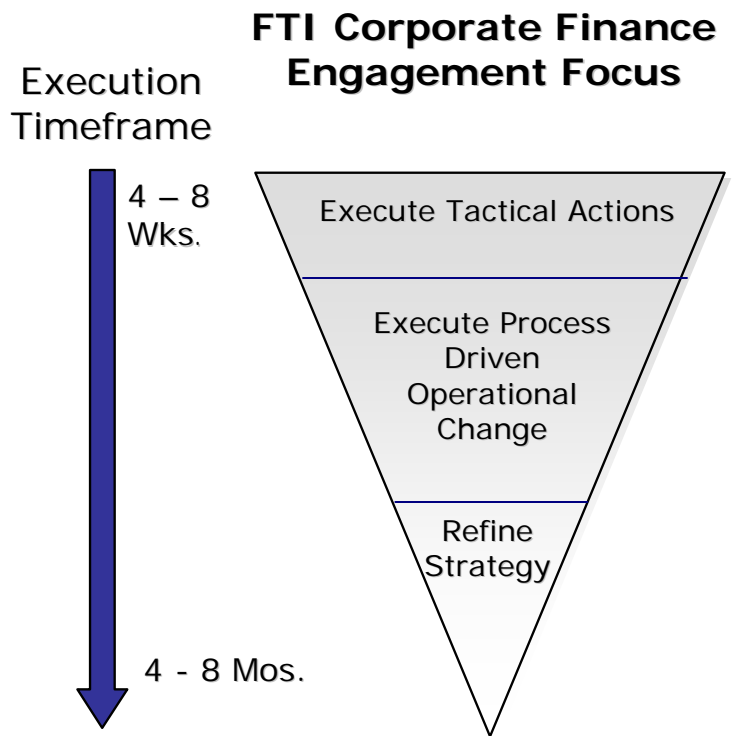 FTI Corporate Finance
Engagement Focus
Execution
Timeframe
4 – 8
Wks.
Execute Tactical Actions
Execute Process
Driven
Operational
Change
Refine
Strategy
4 - 8 Mos.